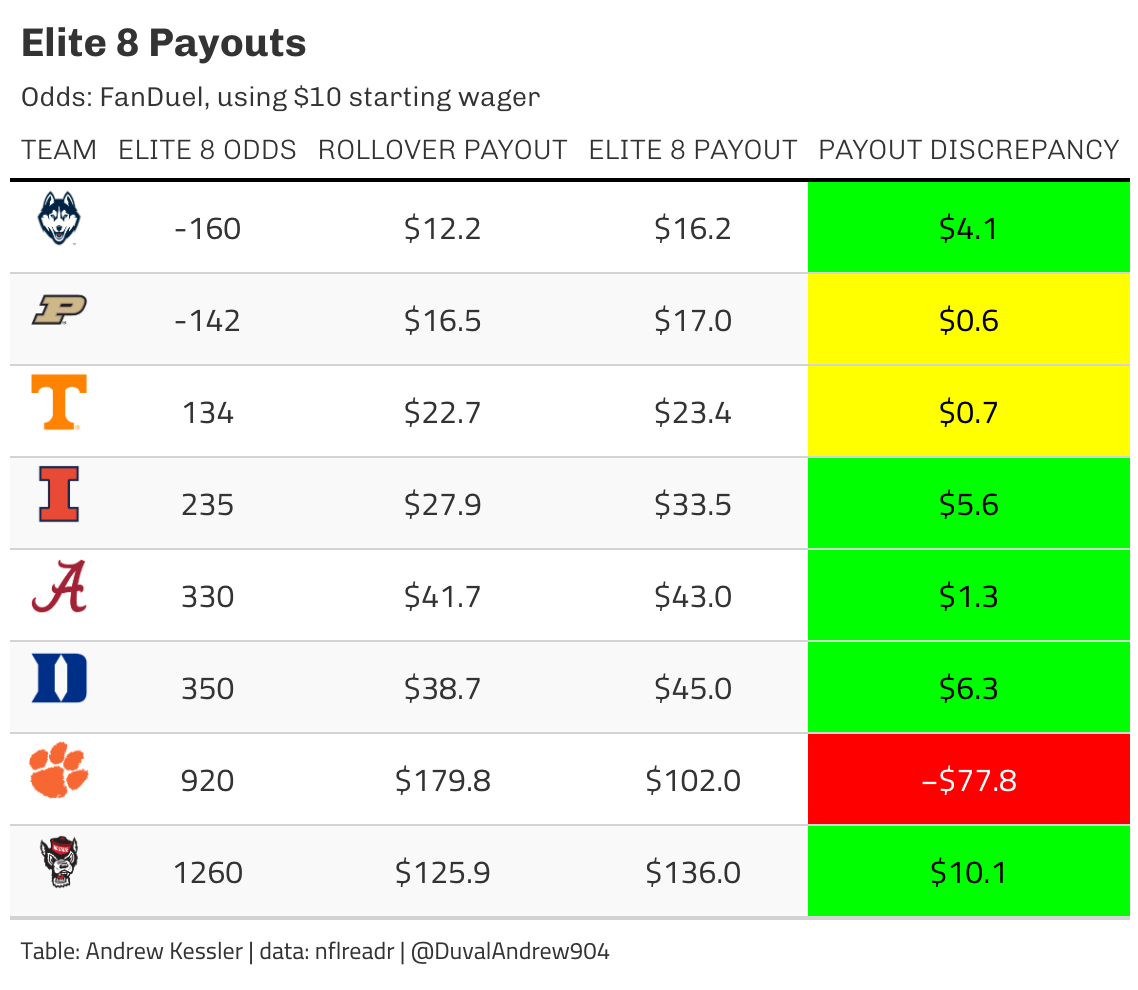 Elite 8 Payouts
Odds: FanDuel, using $10 starting wager
TEAM ELITE 8 ODDS ROLLOVER PAYOUT ELITE 8 PAYOUT PAYOUT DISCREPANCY
-160 $12.2 $16.2 $4.1
P -142 $16.5 $17.0 $0.6
T 134 $22.7 $23.4 $0.7
I 235 $27.9 $33.5 $5.6
A 330 $41.7 $43.0 $1.3
D 350 $38.7 $45.0 $6.3
920 $179.8 $102.0 −$77.8
1260 $125.9 $136.0 $10.1
Table: Andrew Kessler | data: nflreadr | @DuvalAndrew904